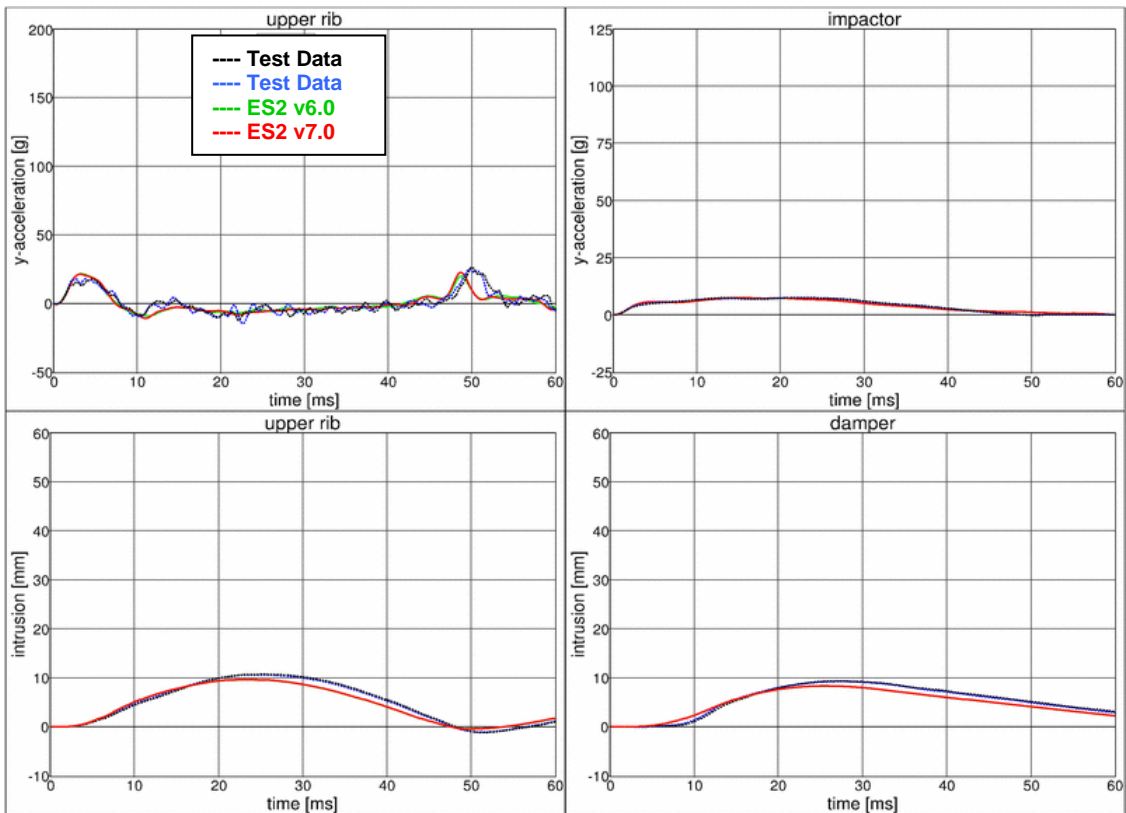 upper rib
200
150
100
50
0
-50
y-acceleration [g]
---- Test Data
---- Test Data
---- ES2 v6.0
---- ES2 v7.0
0 10 20 30 40 50 60
time [ms]
impactor
125
100
75
50
25
0
-25
y-acceleration [g]
0 10 20 30 40 50 60
time [ms]
upper rib
60
50
40
30
20
10
0
-10
intrusion [mm]
0 10 20 30 40 50 60
time [ms]
damper
60
50
40
30
20
10
0
-10
intrusion [mm]
0 10 20 30 40 50 60
time [ms]